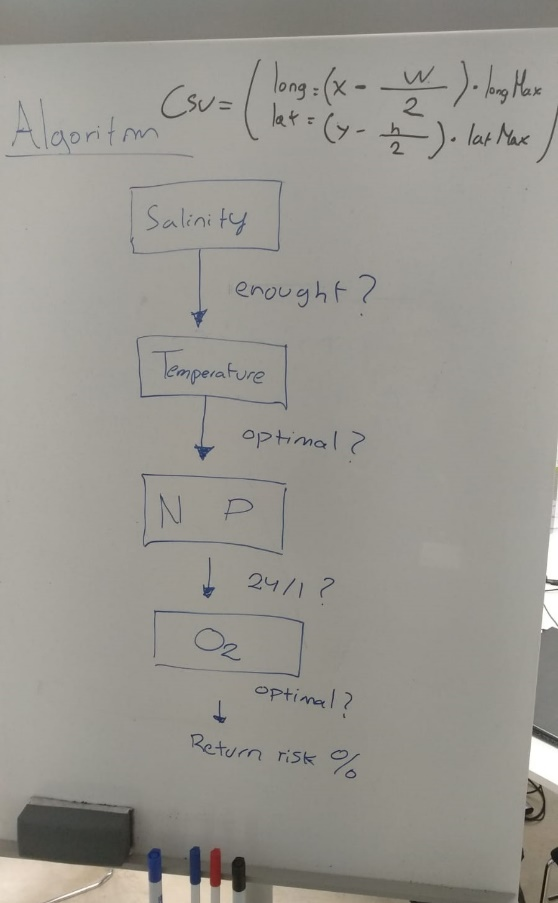 Algoritm
Csv = ( long = (x - w/2) · longMax
lat = (y - h/2) · latMax )
Salinity
enought?
Temperature
optimal?
N P
24/1?
O₂
optimal?
Return risk %